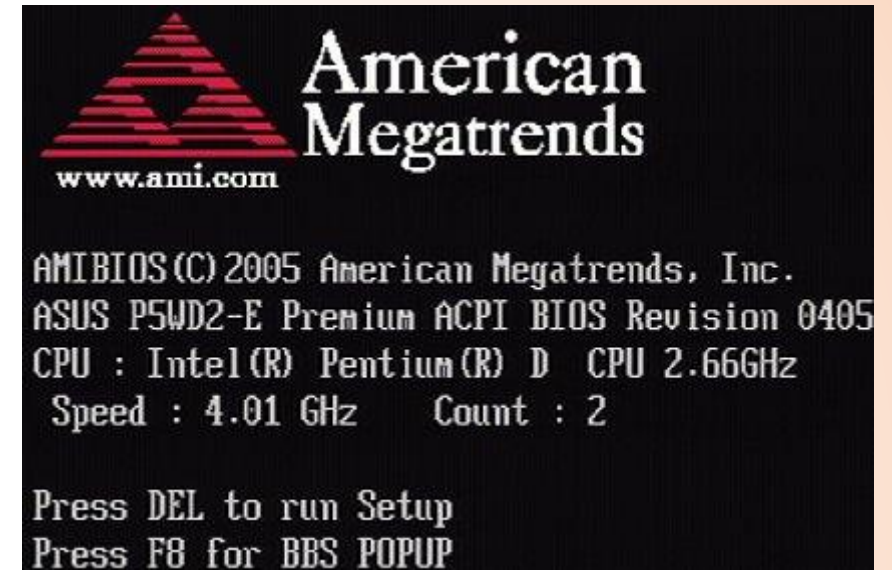 American
Megatrends
www.ami.com
AMIBIOS(C)2005 American Megatrends, Inc.
ASUS P5WD2-E Premium ACPI BIOS Revision 0405
CPU : Intel(R) Pentium(R) D  CPU 2.66GHz
Speed : 4.01 GHz    Count : 2
Press DEL to run Setup
Press F8 for BBS POPUP